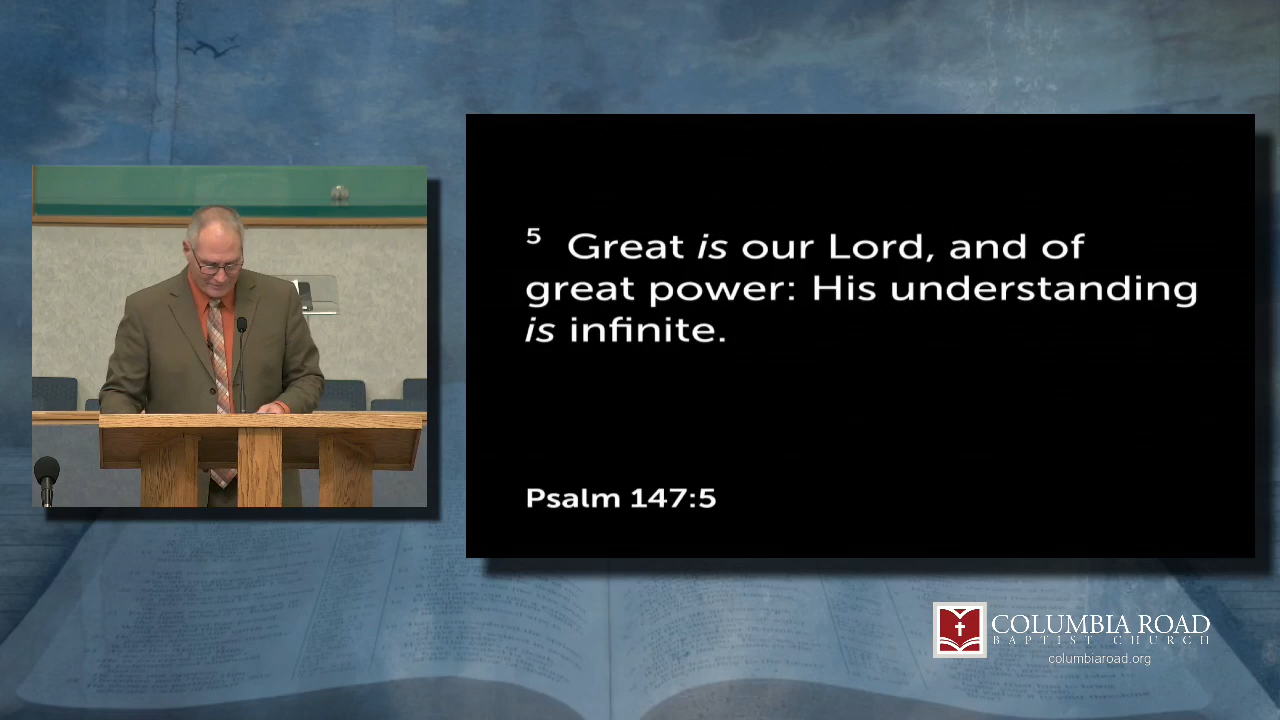 5 Great is our Lord, and of
great power: His understanding
is infinite.
Psalm 147:5
COLUMBIA ROAD
BAPTIST CHURCH
columbiaroad.org